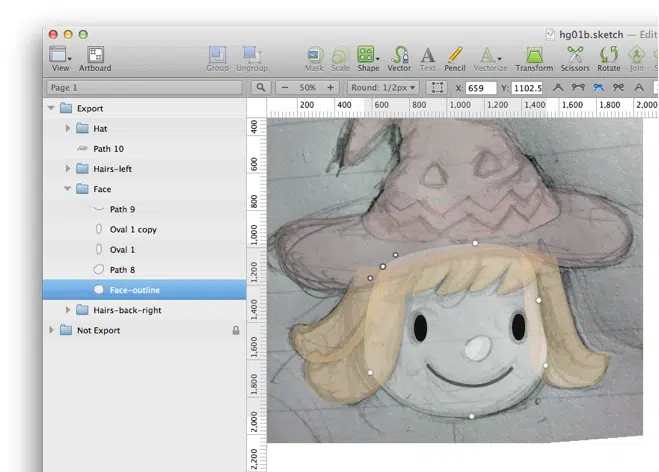 hg01b.sketch — Edite
View
Artboard
Group
Ungroup
Mask
Scale
Shape
Vector
Text
Pencil
Vectorize
Transform
Scissors
Rotate
Join
Page 1
50%
Round: 1/2px
X: 659
Y: 1102.5
200 400 600 800 1,000 1,200 1,400 1,600 1,800 2,000
400
600
800
1,000
1,200
1,400
1,600
1,800
2,000
2,200
Export
Hat
Path 10
Hairs-left
Face
Path 9
Oval 1 copy
Oval 1
Path 8
Face-outline
Hairs-back-right
Not Export